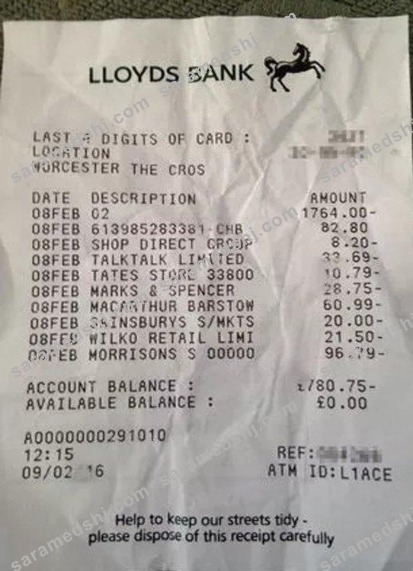 LLOYDS BANK
LAST 4 DIGITS OF CARD :
LOCATION
WORCESTER THE CROS
DATE DESCRIPTION AMOUNT
08FEB 02 1764.00-
08FEB 613985283381-CHB 82.80
08FEB SHOP DIRECT GROUP 8.20-
08FEB TALKTALK LIMITED 33.69-
08FEB TATES STORE 33800 10.79-
08FEB MARKS & SPENCER 28.75-
08FEB MACARTHUR BARSTOW 60.99-
08FEB SAINSBURYS S/MKTS 20.00-
08FEB WILKO RETAIL LIMI 21.50-
08FEB MORRISONS S 00000 96.79-
ACCOUNT BALANCE : £780.75-
AVAILABLE BALANCE : £0.00
A0000000291010
12:15 REF:
09/02 16 ATM ID:L1ACE
Help to keep our streets tidy -
please dispose of this receipt carefully
saramedshj.com